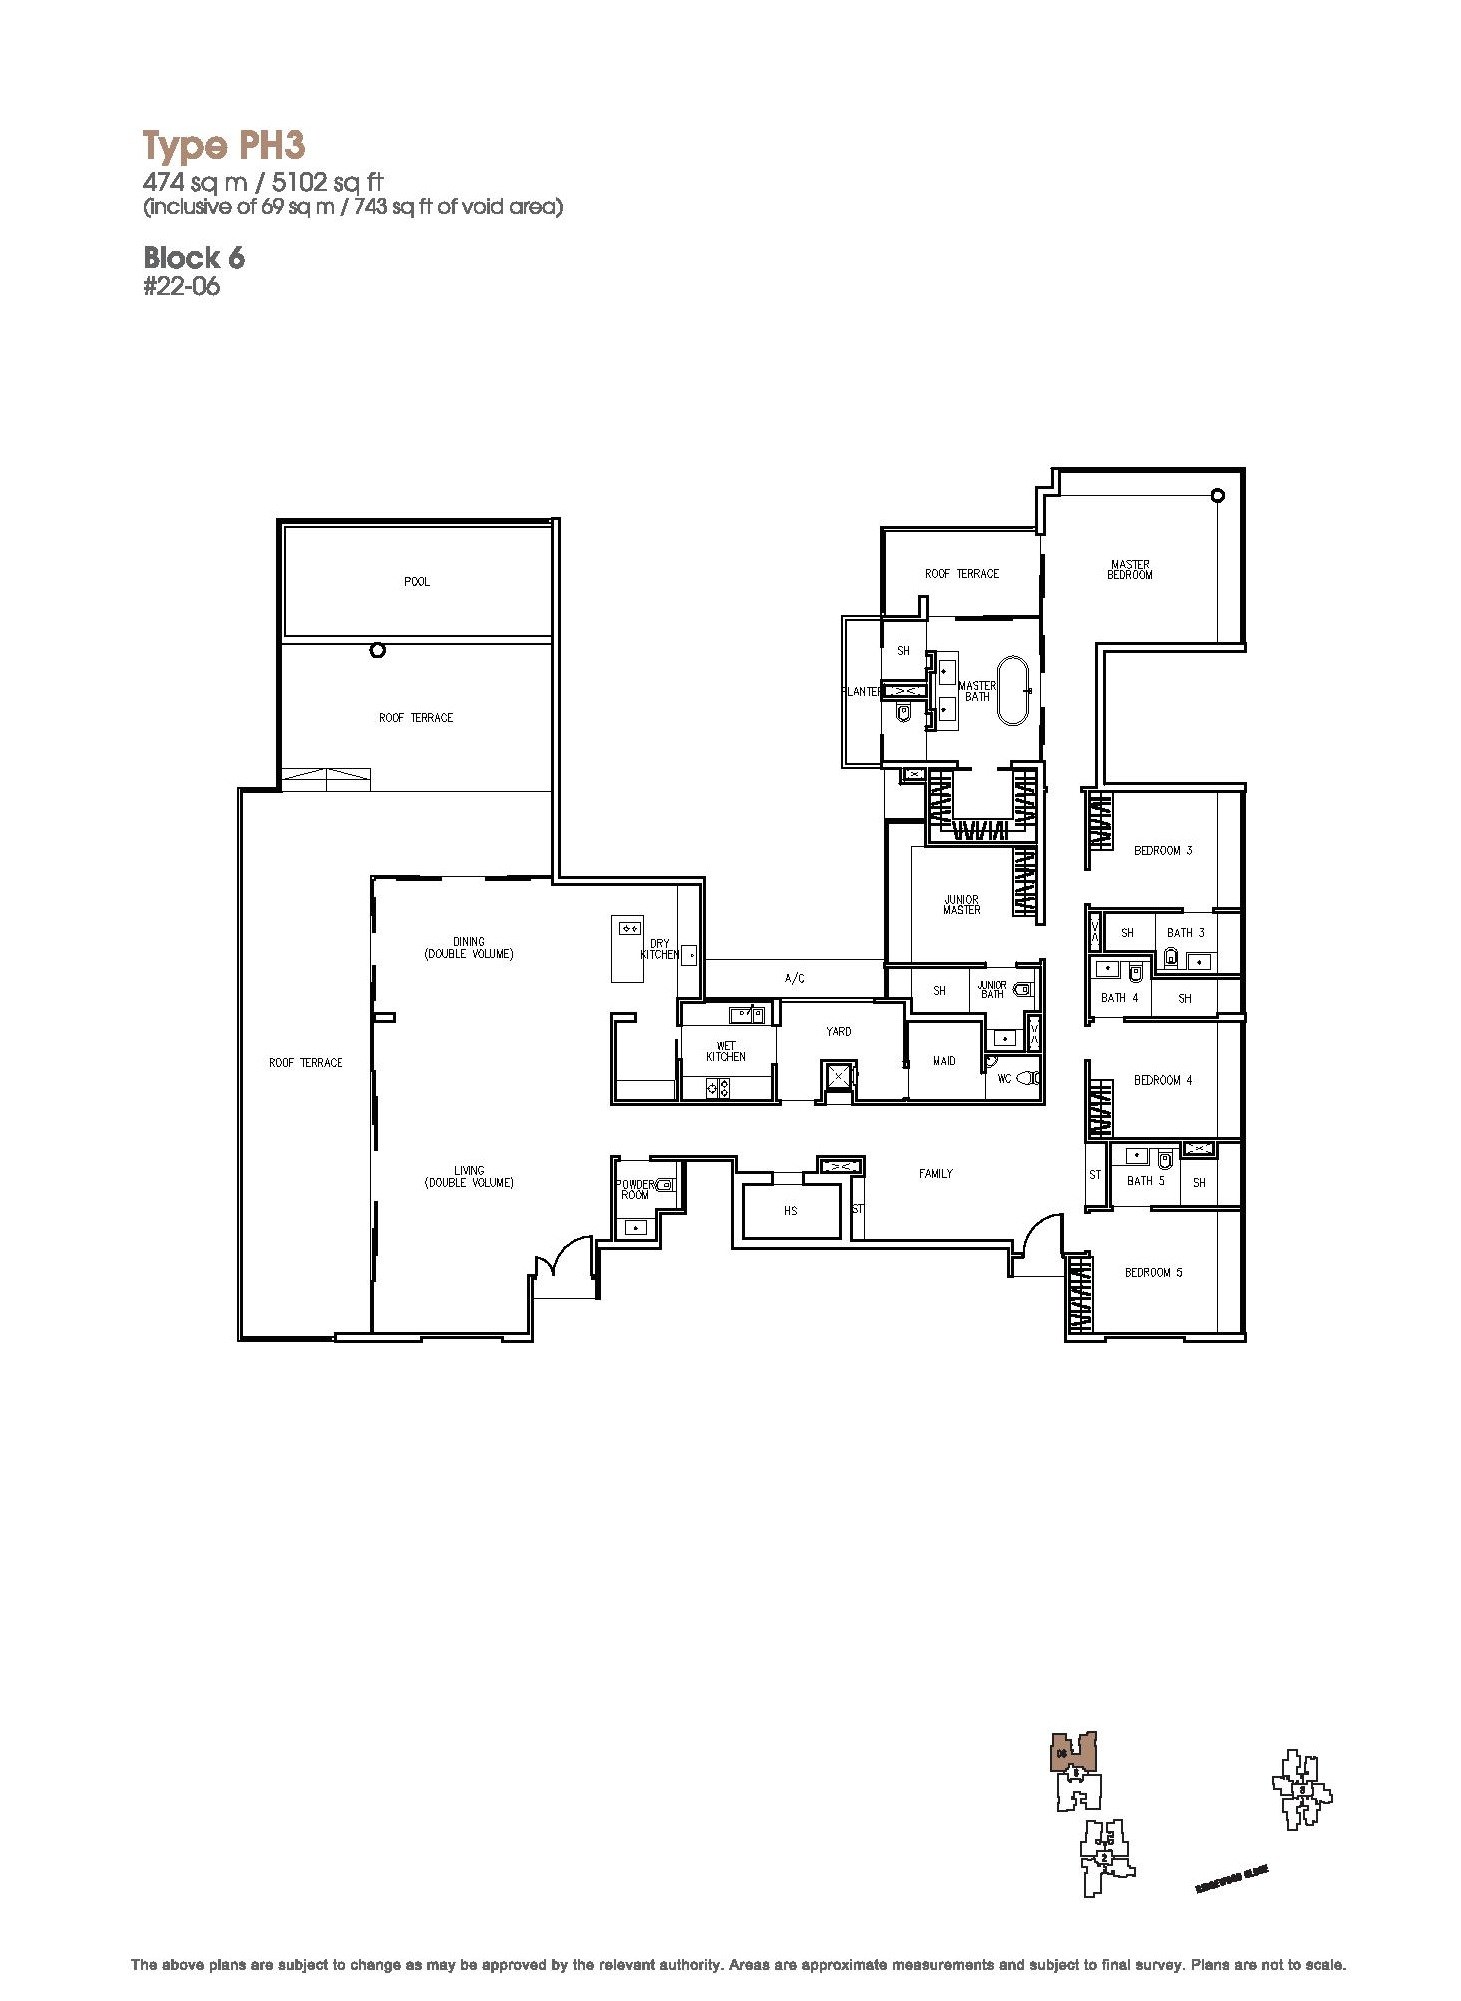 Type PH3
474 sq m / 5102 sq ft
(inclusive of 69 sq m / 743 sq ft of void area)
Block 6
#22-06
POOL
ROOF TERRACE
MASTER
BEDROOM
ROOF TERRACE
SH
PLANTER
MASTER
BATH
BEDROOM 3
JUNIOR
MASTER
SH
BATH 3
DINING
(DOUBLE VOLUME)
DRY
KITCHEN
A/C
SH
JUNIOR
BATH
BATH 4
SH
YARD
WET
KITCHEN
ROOF TERRACE
MAID
WC
BEDROOM 4
LIVING
(DOUBLE VOLUME)
POWDER
ROOM
HS
ST
FAMILY
ST
BATH 5
SH
BEDROOM 5
06
6
8
2
RIDGEWOOD CLOSE
The above plans are subject to change as may be approved by the relevant authority. Areas are approximate measurements and subject to final survey. Plans are not to scale.